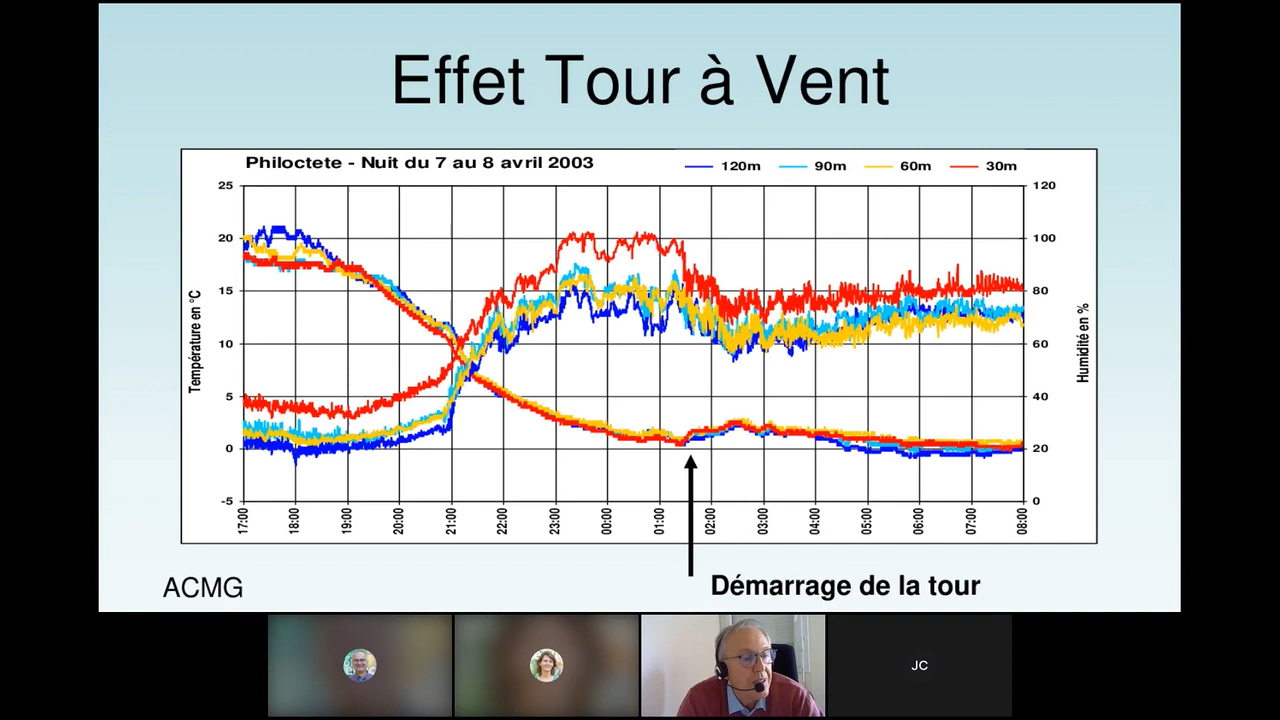 Effet Tour à Vent
Philoctete - Nuit du 7 au 8 avril 2003
120m 90m 60m 30m
25 120
20 100
15 80
10 60
5 40
0 20
-5 0
Température en °C
Humidité en %
17:00 18:00 19:00 20:00 21:00 22:00 23:00 00:00 01:00 02:00 03:00 04:00 05:00 06:00 07:00 08:00
ACMG
Démarrage de la tour
JC